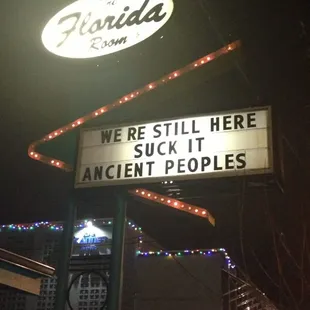 Florida
Room
WE RE STILL HERE
SUCK IT
ANCIENT PEOPLES